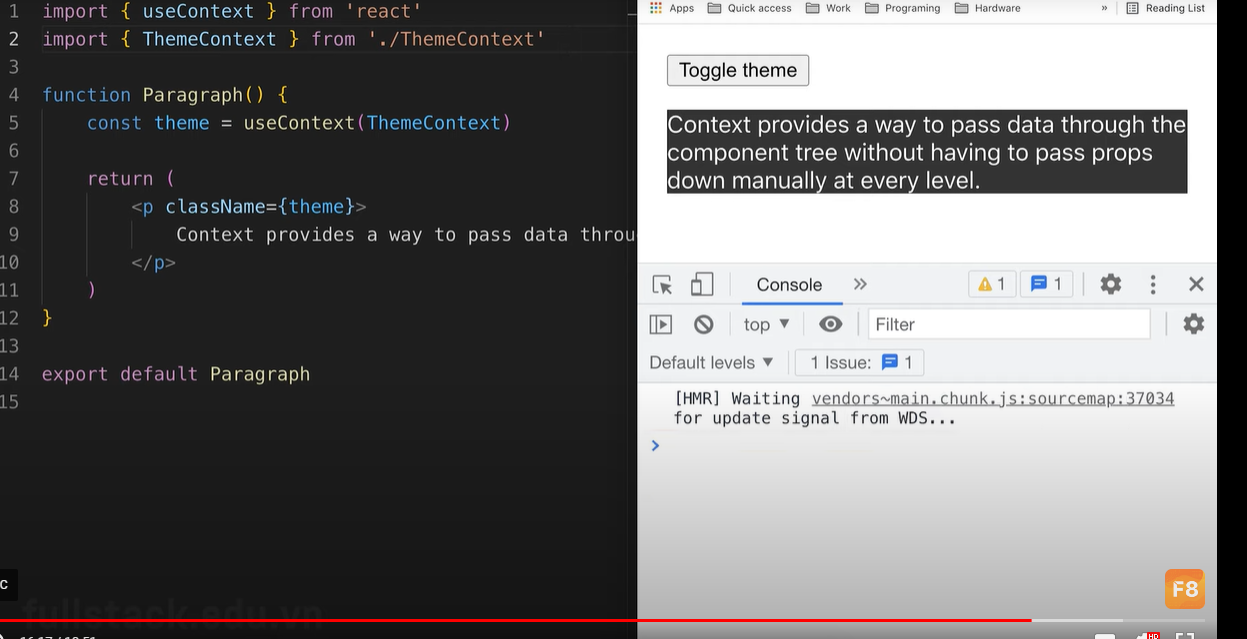 1 import { useContext } from 'react'
2 import { ThemeContext } from './ThemeContext'
3
4 function Paragraph() {
5 const theme = useContext(ThemeContext)
6
7 return (
8 <p className={theme}>
9 Context provides a way to pass data throu
10 </p>
11 )
12 }
13
14 export default Paragraph
15
c
fullstack.edu.vn
Apps Quick access Work Programing Hardware » Reading List
Toggle theme
Context provides a way to pass data through the
component tree without having to pass props
down manually at every level.
Console » 1 1
top ▼ Filter
Default levels ▼ 1 Issue: 1
[HMR] Waiting vendors~main.chunk.js:sourcemap:37034
for update signal from WDS...
>
F8
HD